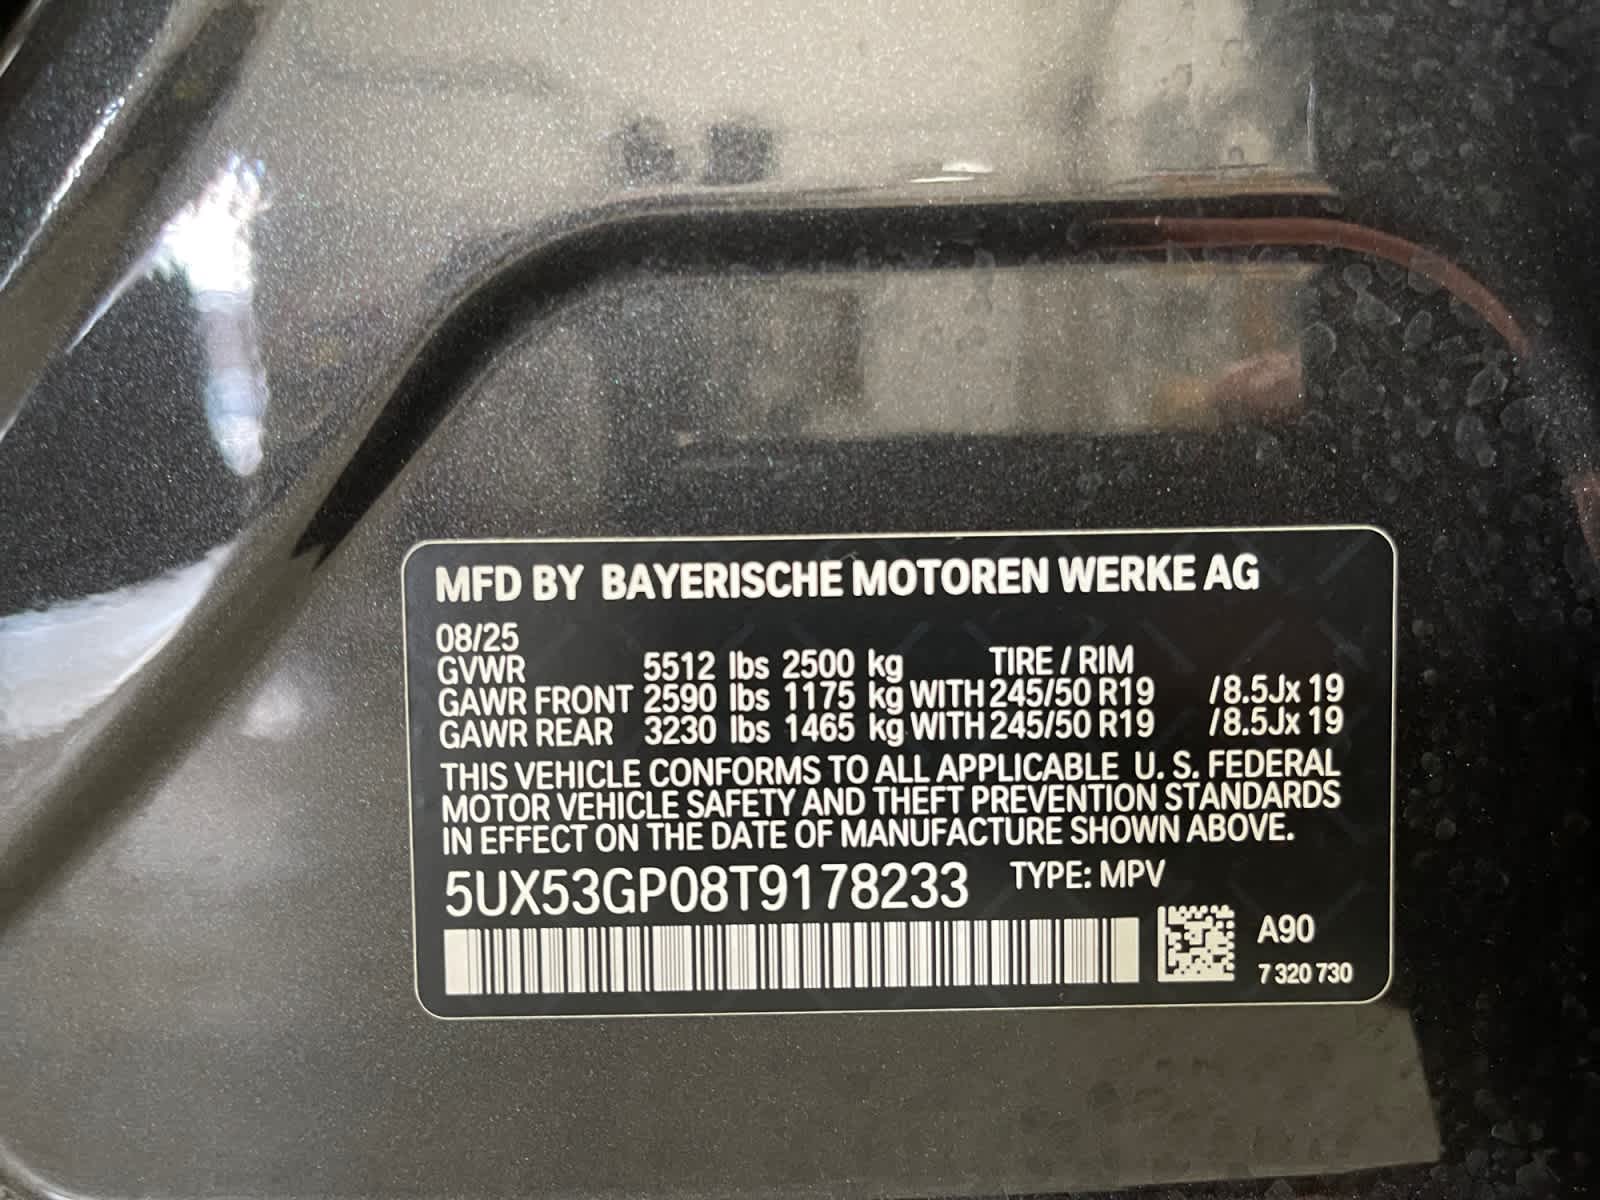 MFD BY BAYERISCHE MOTOREN WERKE AG
08/25
GVWR 5512 lbs 2500 kg TIRE / RIM
GAWR FRONT 2590 lbs 1175 kg WITH 245/50 R19 /8.5Jx 19
GAWR REAR 3230 lbs 1465 kg WITH 245/50 R19 /8.5Jx 19
THIS VEHICLE CONFORMS TO ALL APPLICABLE U. S. FEDERAL
MOTOR VEHICLE SAFETY AND THEFT PREVENTION STANDARDS
IN EFFECT ON THE DATE OF MANUFACTURE SHOWN ABOVE.
5UX53GP08T9178233 TYPE: MPV
A90
7 320 730